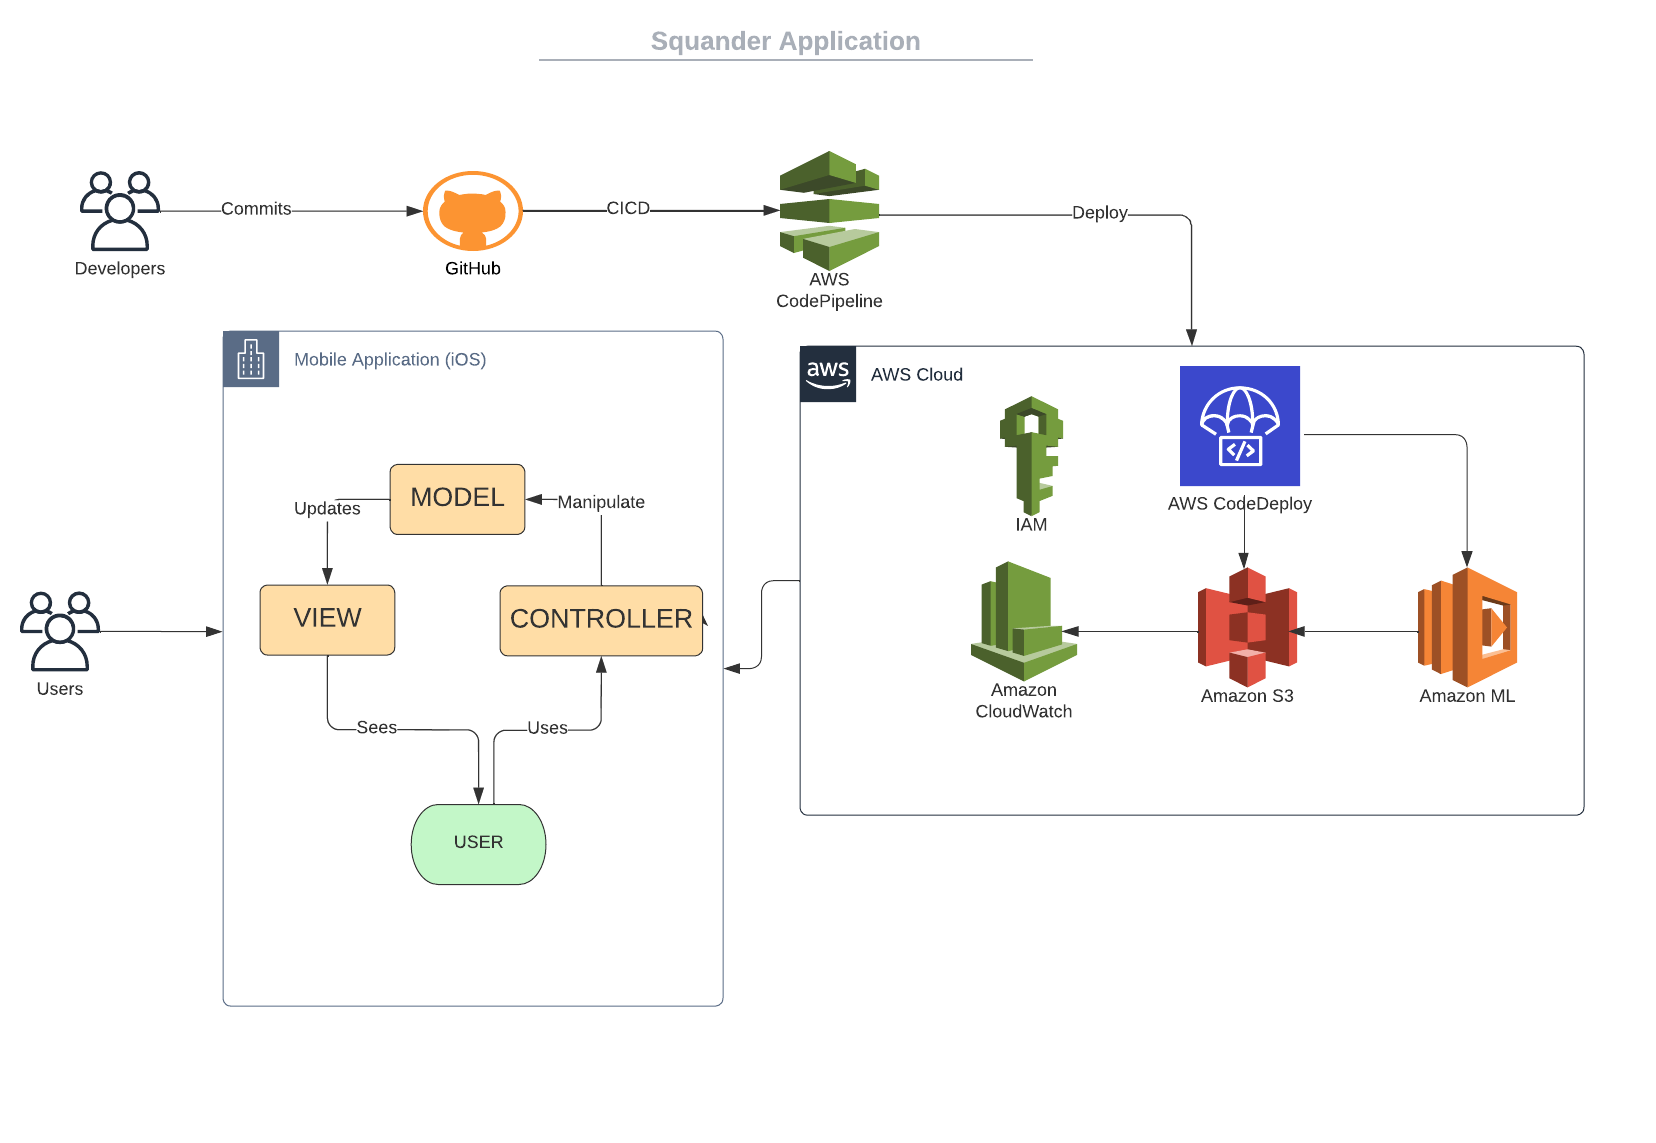 Squander Application
Commits
CICD
Deploy
Developers
GitHub
AWS
CodePipeline
Mobile Application (iOS)
aws
AWS Cloud
MODEL
Updates
Manipulate
VIEW
CONTROLLER
Users
Sees
Uses
USER
IAM
</>
AWS CodeDeploy
Amazon
CloudWatch
Amazon S3
Amazon ML